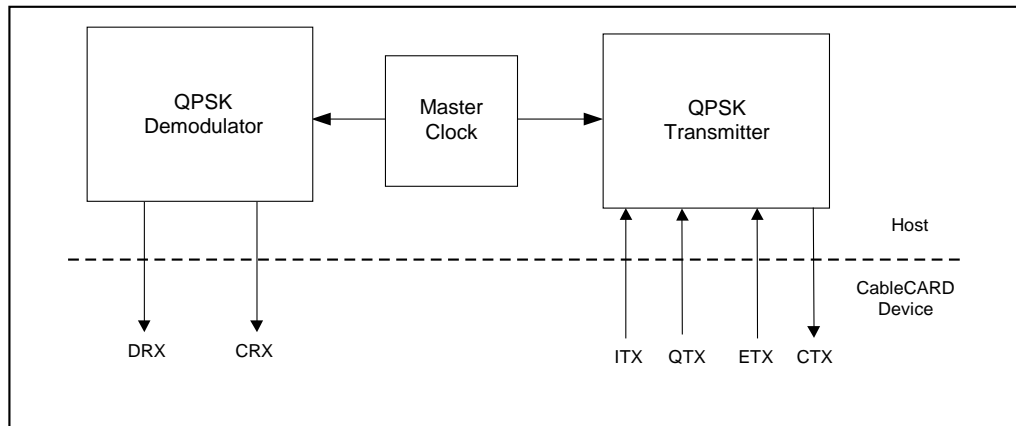 QPSK
Demodulator
Master
Clock
QPSK
Transmitter
Host
CableCARD
Device
DRX
CRX
ITX
QTX
ETX
CTX